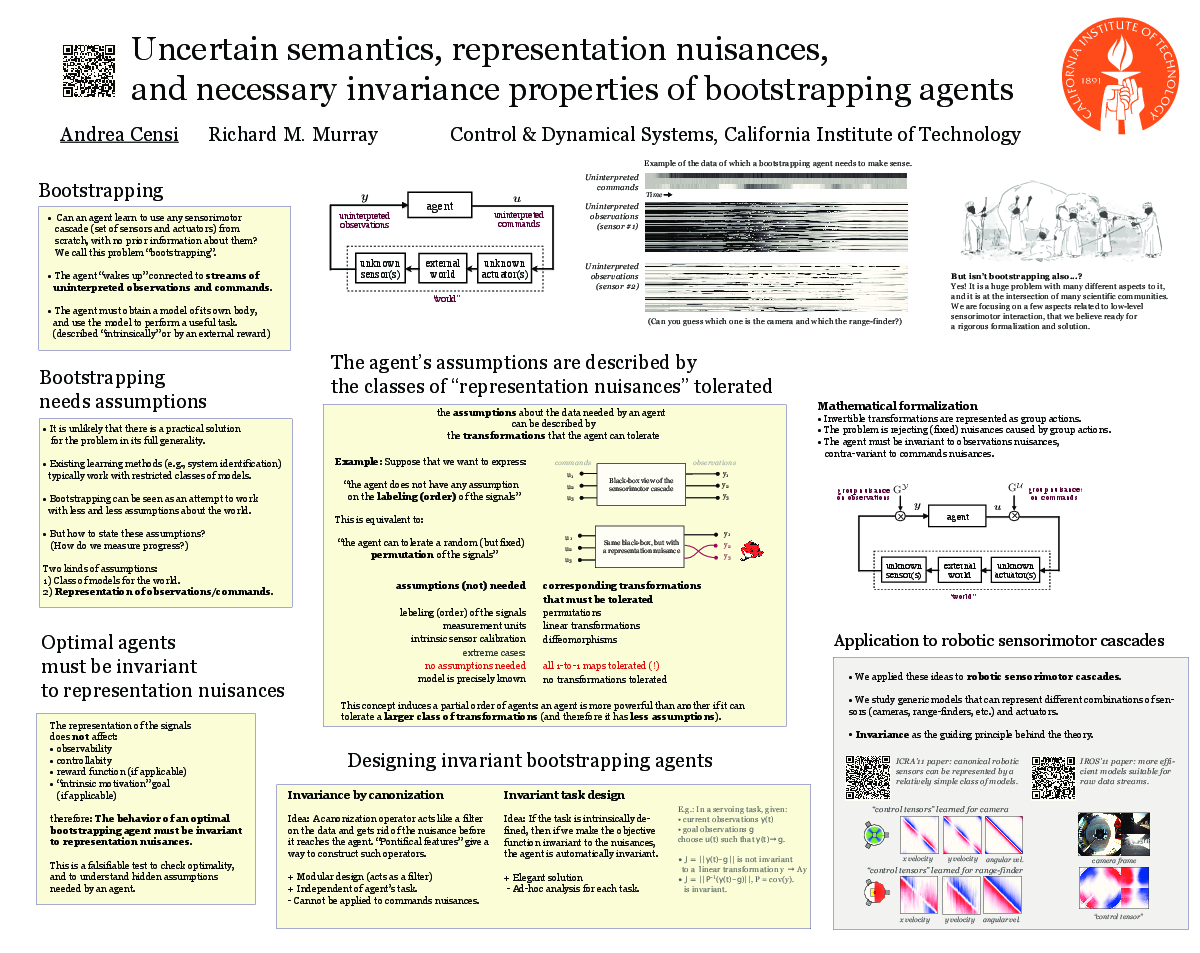 Uncertain semantics, representation nuisances,
and necessary invariance properties of bootstrapping agents
Andrea Censi Richard M. Murray Control & Dynamical Systems, California Institute of Technology
CALIFORNIA INSTITUTE OF TECHNOLOGY
1891
Bootstrapping
• Can an agent learn to use any sensorimotor
cascade (set of sensors and actuators) from
scratch, with no prior information about them?
We call this problem “bootstrapping”.
• The agent “wakes up” connected to streams of
uninterpreted observations and commands.
• The agent must obtain a model of its own body,
and use the model to perform a useful task.
(described “intrinsically” or by an external reward)
y
agent
u
uninterpreted
observations
uninterpreted
commands
unknown
sensor(s)
external
world
unknown
actuator(s)
“world”
Example of the data of which a bootstrapping agent needs to make sense.
Uninterpreted
commands
Time
Uninterpreted
observations
(sensor #1)
Uninterpreted
observations
(sensor #2)
(Can you guess which one is the camera and which the range-finder?)
But isn't bootstrapping also...?
Yes! It is a huge problem with many different aspects to it,
and it is at the intersection of many scientific communities.
We are focusing on a few aspects related to low-level
sensorimotor interaction, that we believe ready for
a rigorous formalization and solution.
Bootstrapping
needs assumptions
• It is unlikely that there is a practical solution
for the problem in its full generality.
• Existing learning methods (e.g., system identification)
typically work with restricted classes of models.
• Bootstrapping can be seen as an attempt to work
with less and less assumptions about the world.
• But how to state these assumptions?
(How do we measure progress?)
Two kinds of assumptions:
1) Class of models for the world.
2) Representation of observations/commands.
Optimal agents
must be invariant
to representation nuisances
The representation of the signals
does not affect:
• observability
• controllabity
• reward function (if applicable)
• “intrinsic motivation” goal
(if applicable)
therefore: The behavior of an optimal
bootstrapping agent must be invariant
to representation nuisances.
This is a falsifiable test to check optimality,
and to understand hidden assumptions
needed by an agent.
The agent's assumptions are described by
the classes of “representation nuisances” tolerated
the assumptions about the data needed by an agent
can be described by
the transformations that the agent can tolerate
Example: Suppose that we want to express:
“the agent does not have any assumption
on the labeling (order) of the signals”
This is equivalent to:
“the agent can tolerate a random (but fixed)
permutation of the signals”
commands
observations
u₁
u₂
u₃
Black-box view of the
sensorimotor cascade
y₁
y₂
y₃
u₁
u₂
u₃
Same black-box, but with
a representation nuisance
y₁
y₂
y₃
assumptions (not) needed
corresponding transformations
that must be tolerated
labeling (order) of the signals permutations
measurement units linear transformations
intrinsic sensor calibration diffeomorphisms
extreme cases:
no assumptions needed all 1-to-1 maps tolerated (!)
model is precisely known no transformations tolerated
This concept induces a partial order of agents: an agent is more powerful than another if it can
tolerate a larger class of transformations (and therefore it has less assumptions).
Designing invariant bootstrapping agents
Invariance by canonization
Idea: A canonization operator acts like a filter
on the data and gets rid of the nuisance before
it reaches the agent. “Pontifical features” give a
way to construct such operators.
+ Modular design (acts as a filter)
+ Independent of agent's task.
- Cannot be applied to commands nuisances.
Invariant task design
Idea: If the task is intrinsically de-
fined, then if we make the objective
function invariant to the nuisances,
the agent is automatically invariant.
+ Elegant solution
- Ad-hoc analysis for each task.
E.g.: In a servoing task, given:
• current observations y(t)
• goal observations g
choose u(t) such that y(t)→g.
• J = ||y(t)-g|| is not invariant
to a linear transformation y → Ay
• J = ||P⁻¹(y(t)-g)||, P = cov(y).
is invariant.
Mathematical formalization
• Invertible transformations are represented as group actions.
• The problem is rejecting (fixed) nuisances caused by group actions.
• The agent must be invariant to observations nuisances,
contra-variant to commands nuisances.
group nuisance
on observations
G^Y
y
agent
u
G^U
group nuisance
on commands
unknown
sensor(s)
external
world
unknown
actuator(s)
“world”
Application to robotic sensorimotor cascades
• We applied these ideas to robotic sensorimotor cascades.
• We study generic models that can represent different combinations of sen-
sors (cameras, range-finders, etc.) and actuators.
• Invariance as the guiding principle behind the theory.
ICRA'11 paper: canonical robotic
sensors can be represented by a
relatively simple class of models.
IROS'11 paper: more effi-
cient models suitable for
raw data streams.
“control tensors” learned for camera
x velocity y velocity angular vel.
“control tensors” learned for range-finder
x velocity y velocity angular vel.
camera frame
“control tensor”